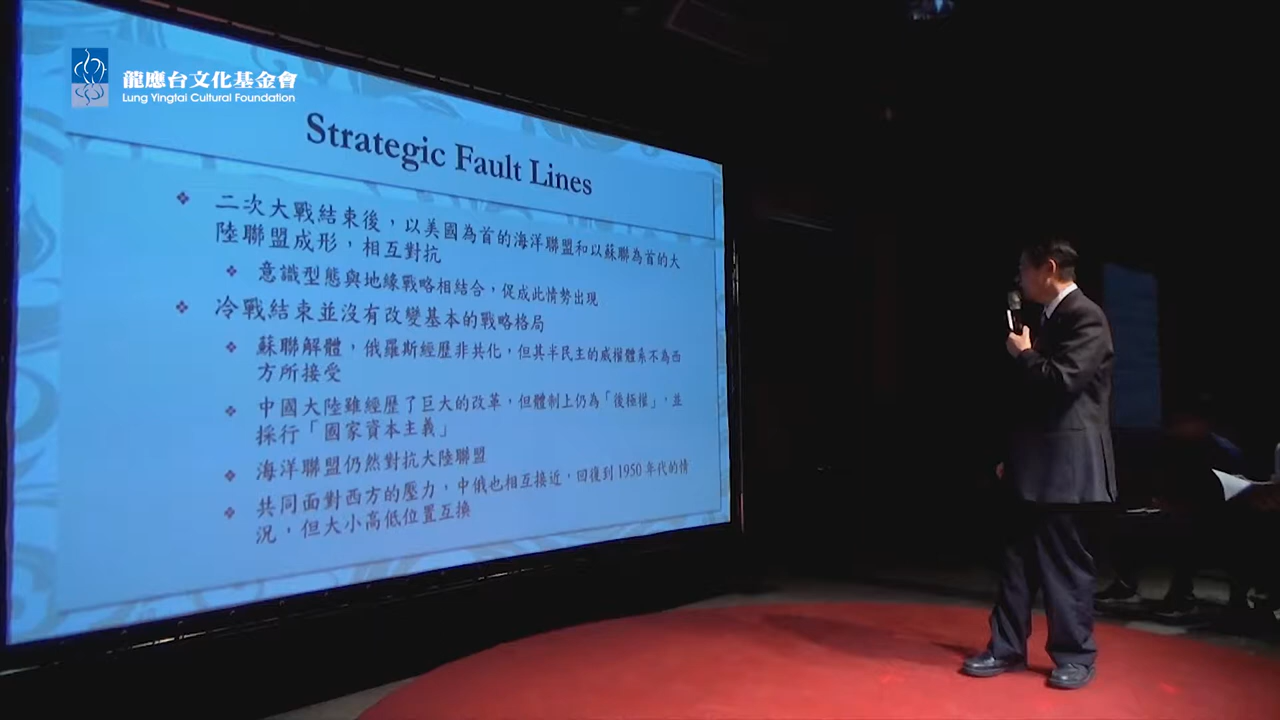 龍應台文化基金會
Lung Yingtai Cultural Foundation
Strategic Fault Lines
二次大戰結束後，以美國為首的海洋聯盟和以蘇聯為首的大
陸聯盟成形，相互對抗
意識型態與地緣戰略相結合，促成此情勢出現
冷戰結束並沒有改變基本的戰略格局
蘇聯解體，俄羅斯經歷非共化，但其半民主的威權體系不為西
方所接受
中國大陸雖經歷了巨大的改革，但體制上仍為「後極權」，並
採行「國家資本主義」
海洋聯盟仍然對抗大陸聯盟
共同面對西方的壓力，中俄也相互接近，回復到 1950 年代的情
況，但大小高低位置互換